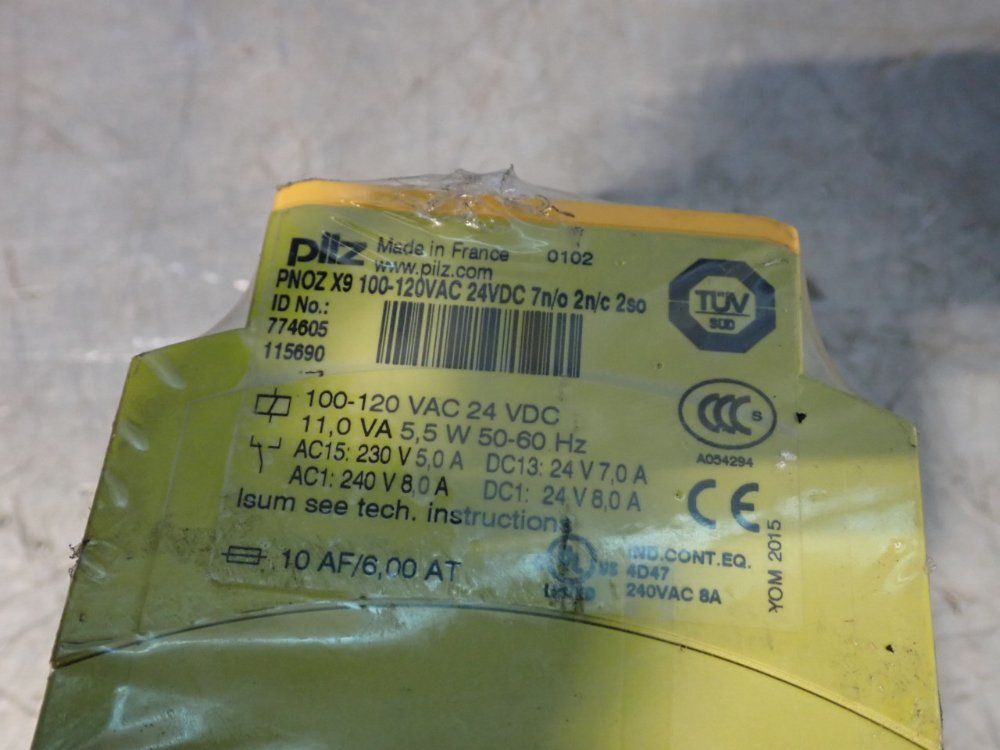 pilz Made in France 0102
www.pilz.com
PNOZ X9 100-120VAC 24VDC 7n/o 2n/c 2so
ID No.:
774605
115690
TÜV
SÜD
100-120 VAC 24 VDC
11,0 VA 5,5 W 50-60 Hz
AC15: 230 V 5,0 A DC13: 24 V 7,0 A
AC1: 240 V 8,0 A DC1: 24 V 8,0 A
Isum see tech. instructions
10 AF/6,00 AT
CCC S
A054294
CE
UL US IND.CONT.EQ.
4D47
240VAC 8A
YOM 2015